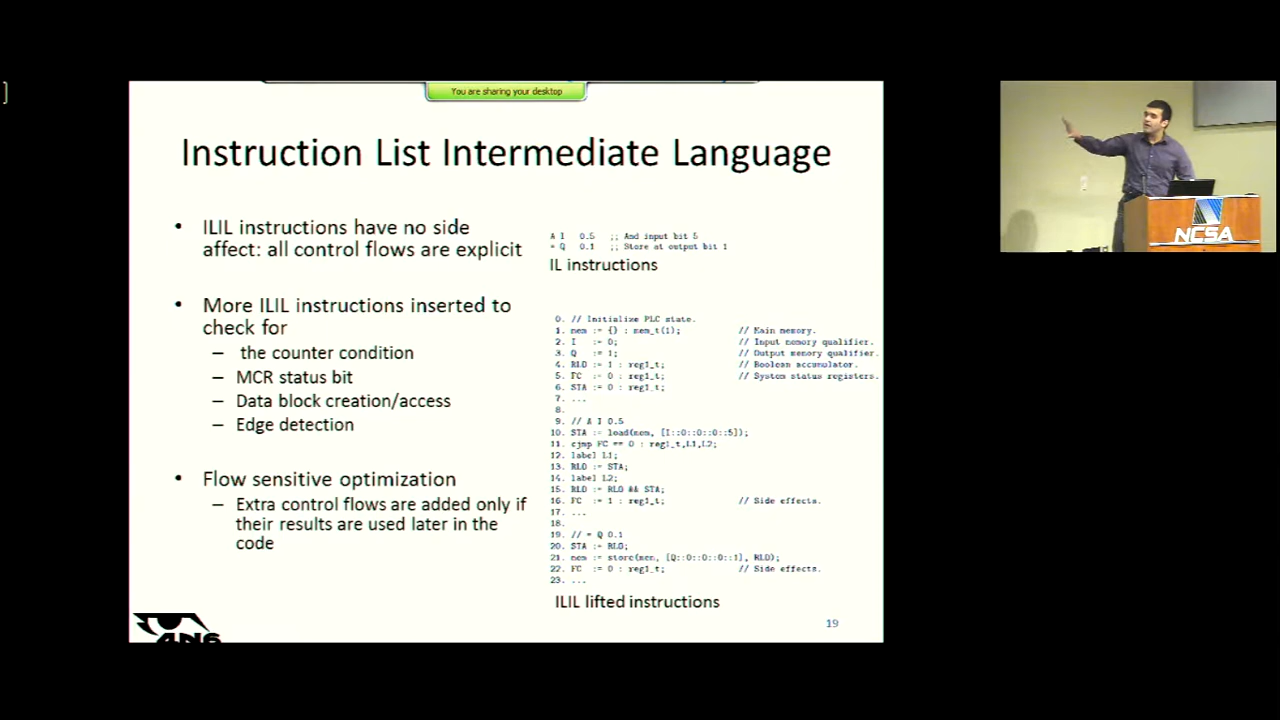 ]
You are sharing your desktop
Instruction List Intermediate Language
• ILIL instructions have no side
affect: all control flows are explicit
• More ILIL instructions inserted to
check for
– the counter condition
– MCR status bit
– Data block creation/access
– Edge detection
• Flow sensitive optimization
– Extra control flows are added only if
their results are used later in the
code
A I 0.5 ;; And input bit 5
= Q 0.1 ;; Store at output bit 1
IL instructions
0. // Initialize PLC state.
1. mem := {} : mem_t(1); // Main memory.
2. I := 0; // Input memory qualifier.
3. Q := 1; // Output memory qualifier.
4. RLO := 1 : reg1_t; // Boolean accumulator.
5. FC := 0 : reg1_t; // System status registers.
6. STA := 0 : reg1_t;
7. ...
8.
9. // A I 0.5
10. STA := load(mem, [I::0::0::0::5]);
11. cjmp FC == 0 : reg1_t,L1,L2;
12. label L1;
13. RLO := STA;
14. label L2;
15. RLO := RLO && STA;
16. FC := 1 : reg1_t; // Side effects.
17. ...
18.
19. // = Q 0.1
20. STA := RLO;
21. mem := store(mem, [Q::0::0::0::1], RLO);
22. FC := 0 : reg1_t; // Side effects.
23. ...
ILIL lifted instructions
4N6
19
NCSA